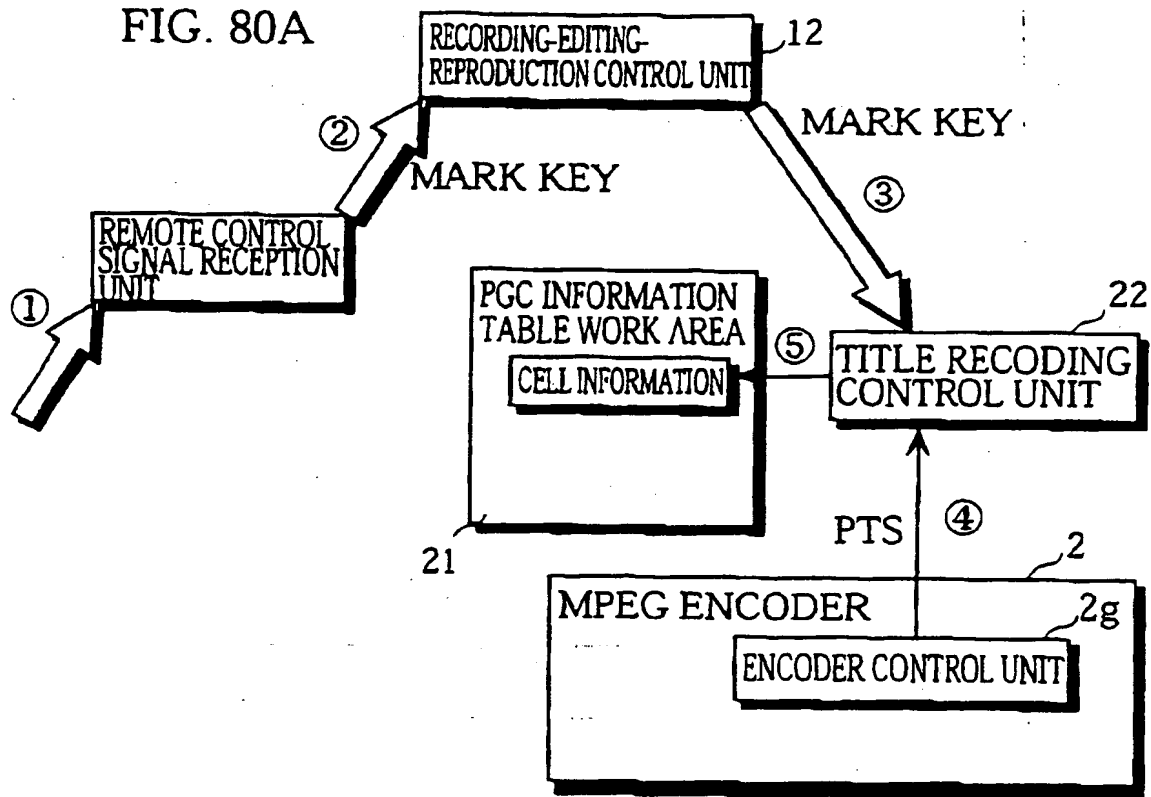 FIG. 80A
RECORDING-EDITING-
REPRODUCTION CONTROL UNIT
12
②
MARK KEY
MARK KEY
③
REMOTE CONTROL
SIGNAL RECEPTION
UNIT
①
PGC INFORMATION
TABLE WORK AREA
CELL INFORMATION
21
⑤
22
TITLE RECODING
CONTROL UNIT
PTS
④
2
MPEG ENCODER
2g
ENCODER CONTROL UNIT